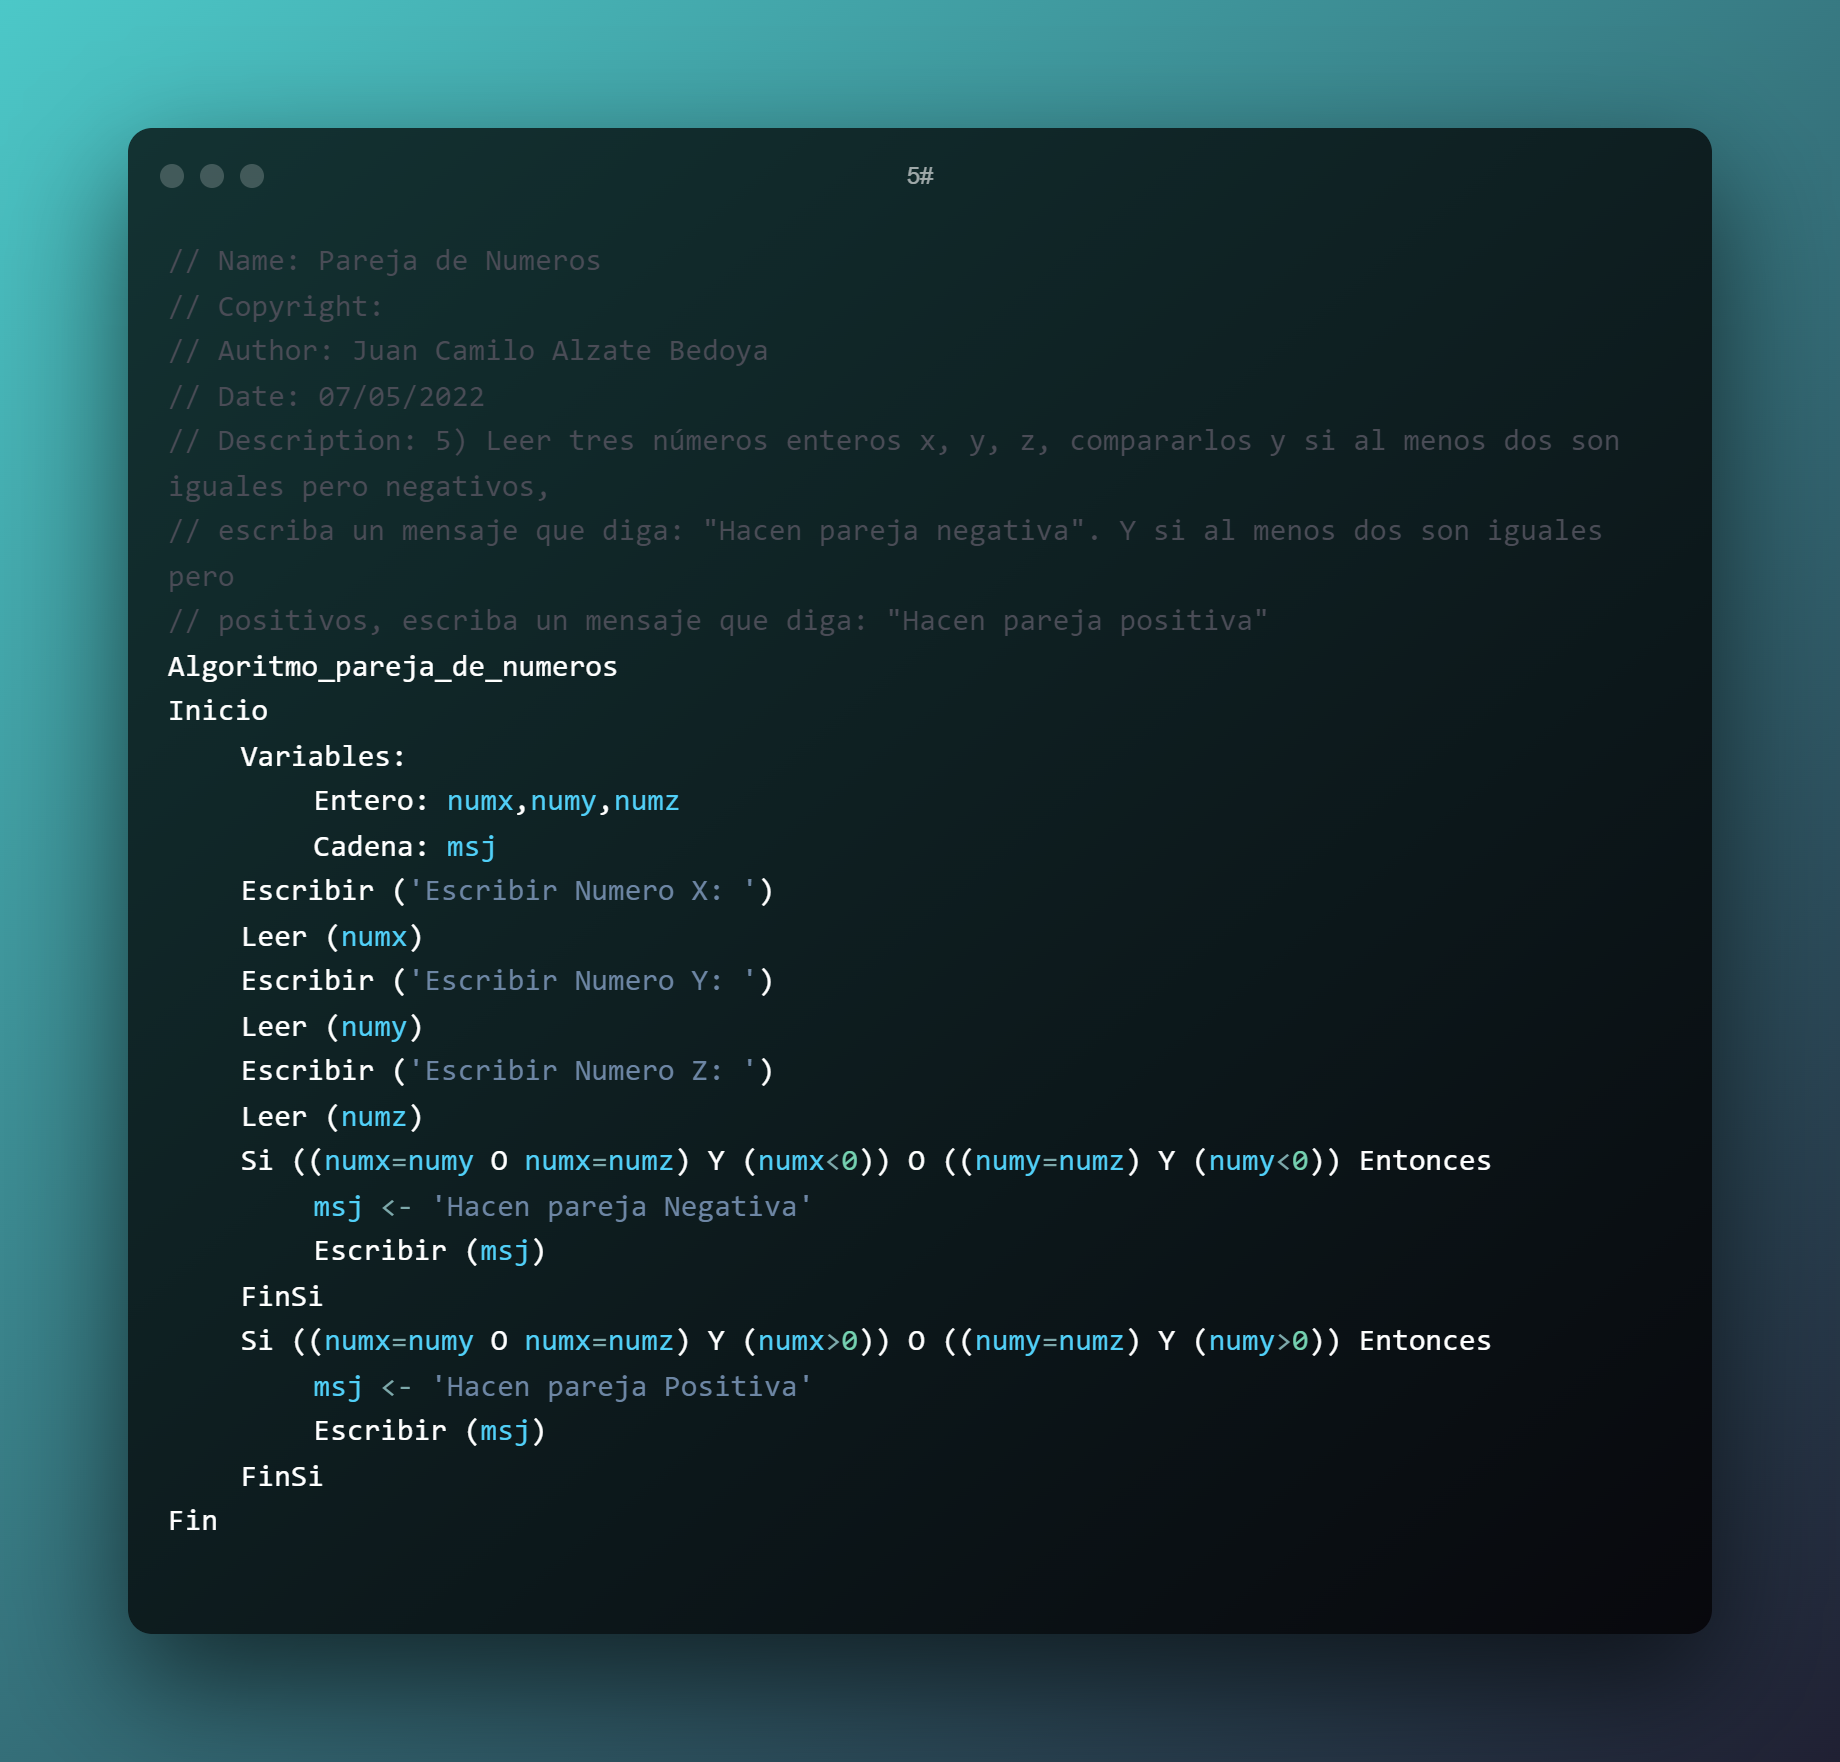 5#
// Name: Pareja de Numeros
// Copyright:
// Author: Juan Camilo Alzate Bedoya
// Date: 07/05/2022
// Description: 5) Leer tres números enteros x, y, z, compararlos y si al menos dos son
iguales pero negativos,
// escriba un mensaje que diga: "Hacen pareja negativa". Y si al menos dos son iguales
pero
// positivos, escriba un mensaje que diga: "Hacen pareja positiva"
Algoritmo_pareja_de_numeros
Inicio
    Variables:
        Entero: numx,numy,numz
        Cadena: msj
    Escribir ('Escribir Numero X: ')
    Leer (numx)
    Escribir ('Escribir Numero Y: ')
    Leer (numy)
    Escribir ('Escribir Numero Z: ')
    Leer (numz)
    Si ((numx=numy O numx=numz) Y (numx<0)) O ((numy=numz) Y (numy<0)) Entonces
        msj <- 'Hacen pareja Negativa'
        Escribir (msj)
    FinSi
    Si ((numx=numy O numx=numz) Y (numx>0)) O ((numy=numz) Y (numy>0)) Entonces
        msj <- 'Hacen pareja Positiva'
        Escribir (msj)
    FinSi
Fin